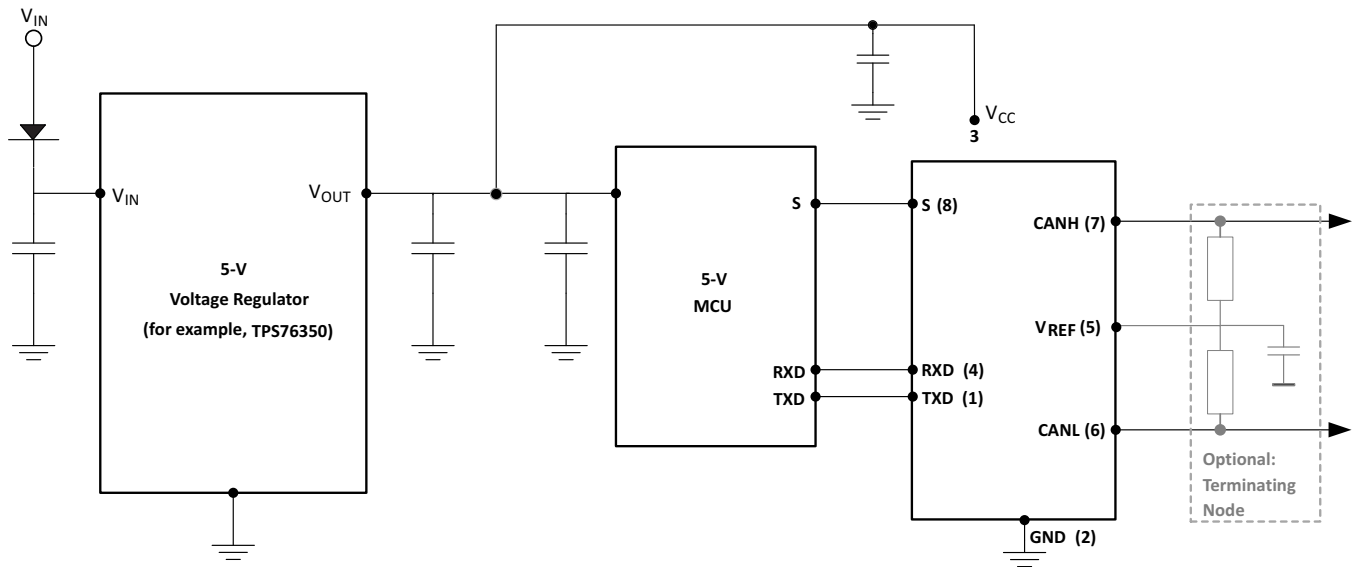 VIN
VCC
3
VIN
VOUT
5-V
Voltage Regulator
(for example, TPS76350)
S
5-V
MCU
RXD
TXD
S (8)
RXD (4)
TXD (1)
CANH (7)
VREF (5)
CANL (6)
GND (2)
Optional:
Terminating
Node